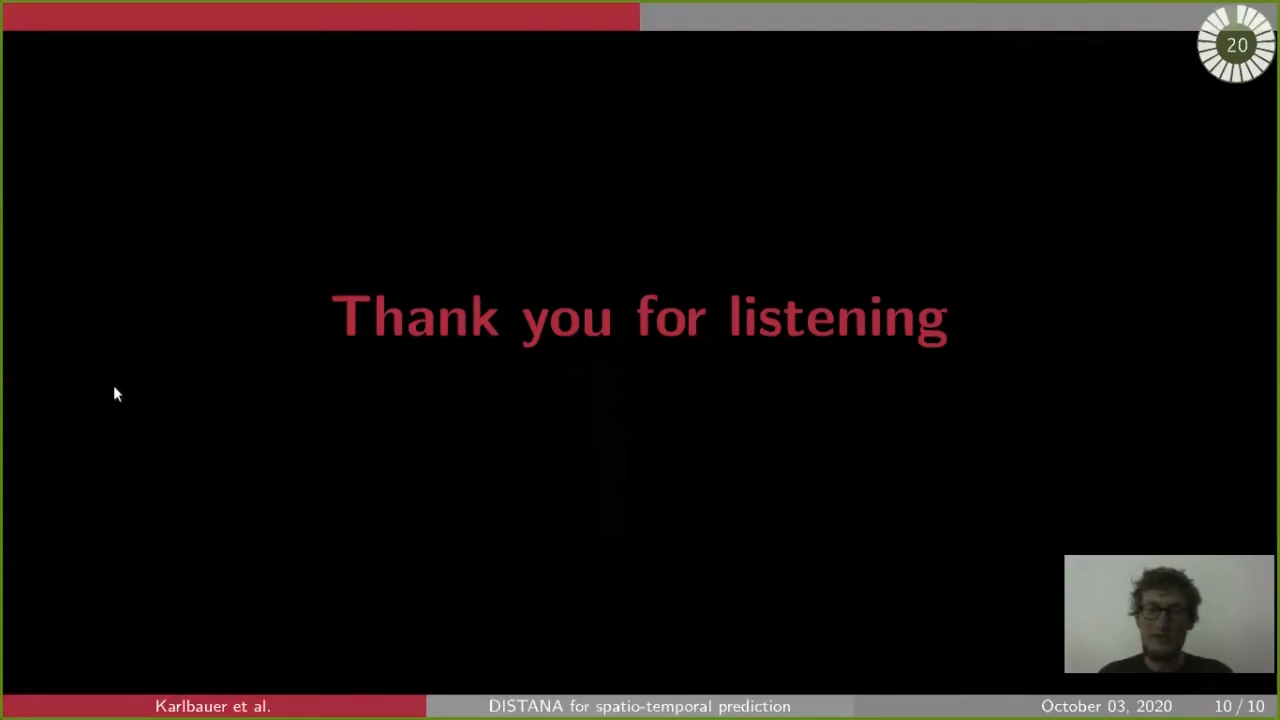 20
Thank you for listening
Karlbauer et al.
DISTANA for spatio-temporal prediction
October 03, 2020
10 / 10